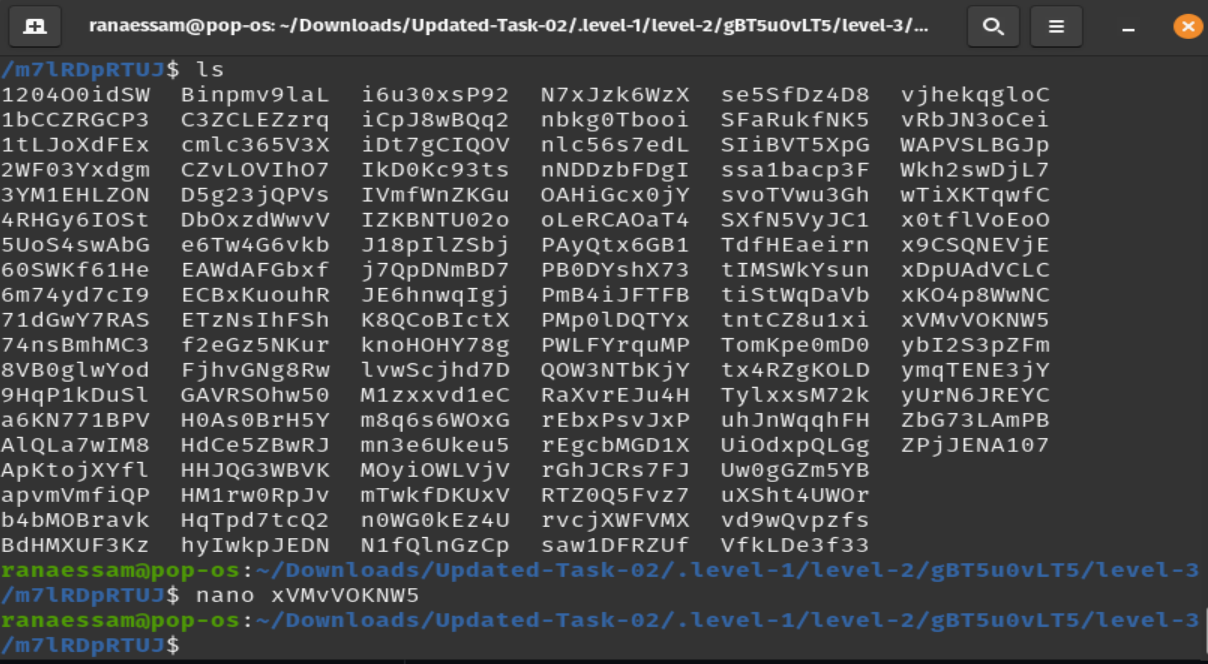 ranaessam@pop-os: ~/Downloads/Updated-Task-02/.level-1/level-2/gBT5u0vLT5/level-3/...
/m7lRDpRTUJ$ ls
12O4O0idSW Binpmv9laL i6u30xsP92 N7xJzk6WzX se5SfDz4D8 vjhekqgloC
1bCCZRGCP3 C3ZCLEZzrq iCpJ8wBQq2 nbkg0Tbooi SFaRukfNK5 vRbJN3oCei
1tLJoXdFEx cmlc365V3X iDt7gCIQOV nlc56s7edL SIiBVT5XpG WAPVSLBGJp
2WF03Yxdgm CZvLOVIhO7 IkD0Kc93ts nNDDzbFDgI ssa1bacp3F Wkh2swDjL7
3YM1EHLZON D5g23jQPVs IVmfWnZKGu OAHiGcx0jY svoTVwu3Gh wTiXKTqwfC
4RHGy6IOSt DbOxzdWwvV IZKBNTU02o oLeRCAOaT4 SXfN5VyJC1 x0tflVoEoO
5UoS4swAbG e6Tw4G6vkb J18pIlZSbj PAyQtx6GB1 TdfHEaeirn x9CSQNEVjE
60SWKf61He EAWdAFGbxf j7QpDNmBD7 PB0DYshX73 tIMSWkYsun xDpUAdVCLC
6m74yd7cI9 ECBxKuouhR JE6hnwqIgj PmB4iJFTFB tiStWqDaVb xKO4p8WwNC
71dGwY7RAS ETzNsIhFSh K8QCoBIctX PMp0lDQTYx tntCZ8u1xi xVMvVOKNW5
74nsBmhMC3 f2eGz5NKur knoHOHY78g PWLFYrquMP TomKpe0mD0 ybI2S3pZFm
8VB0glwYod FjhvGNg8Rw lvwScjhd7D QOW3NTbKjY tx4RZgKOLD ymqTENE3jY
9HqP1kDuSl GAVRSOhw50 M1zxxvd1eC RaXvrEJu4H TylxxsM72k yUrN6JREYC
a6KN771BPV H0As0BrH5Y m8q6s6WOxG rEbxPsvJxP uhJnWqqhFH ZbG73LAmPB
AlQLa7wIM8 HdCe5ZBwRJ mn3e6Ukeu5 rEgcbMGD1X UiOdxpQLGg ZPjJENA107
ApKtojXYfl HHJQG3WBVK MOyiOWLVjV rGhJCRs7FJ Uw0gGZm5YB
apvmVmfiQP HM1rw0RpJv mTwkfDKUxV RTZ0Q5Fvz7 uXSht4UWOr
b4bMOBravk HqTpd7tcQ2 n0WG0kEz4U rvcjXWFVMX vd9wQvpzfs
BdHMXUF3Kz hyIwkpJEDN N1fQlnGzCp saw1DFRZUf VfkLDe3f33
ranaessam@pop-os:~/Downloads/Updated-Task-02/.level-1/level-2/gBT5u0vLT5/level-3
/m7lRDpRTUJ$ nano xVMvVOKNW5
ranaessam@pop-os:~/Downloads/Updated-Task-02/.level-1/level-2/gBT5u0vLT5/level-3
/m7lRDpRTUJ$